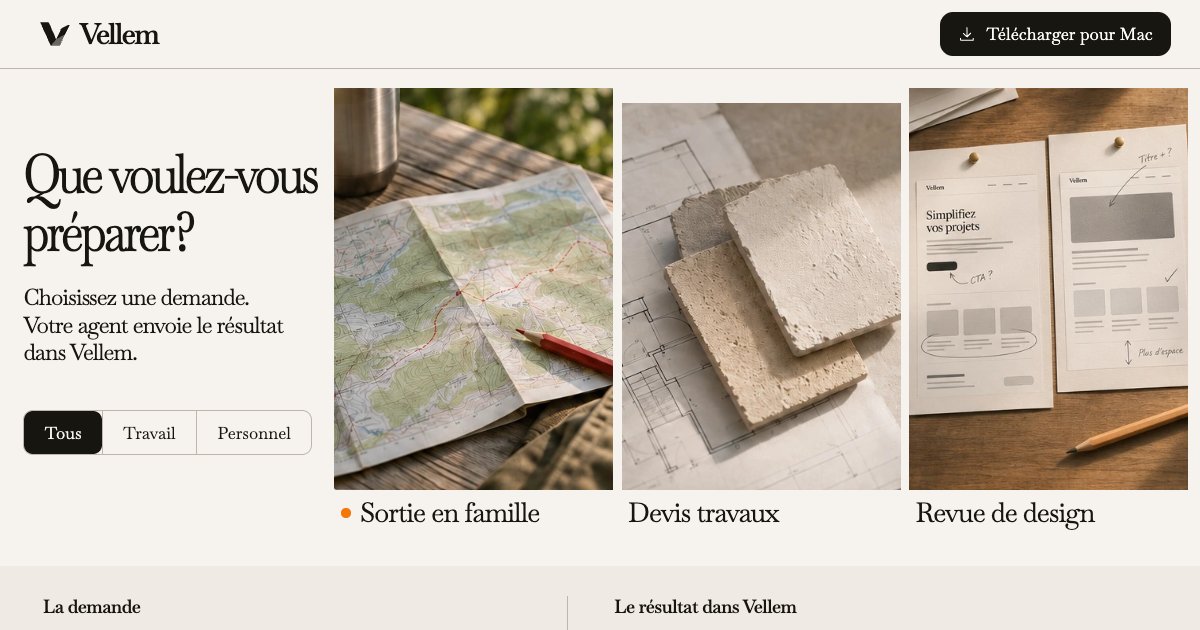 Vellem
Télécharger pour Mac
Que voulez-vous
préparer?
Choisissez une demande.
Votre agent envoie le résultat
dans Vellem.
Tous
Travail
Personnel
Vellem
Simplifiez
vos projets
CTA ?
Vellem
Titre + ?
Plus d'espace
Sortie en famille
Devis travaux
Revue de design
La demande
Le résultat dans Vellem